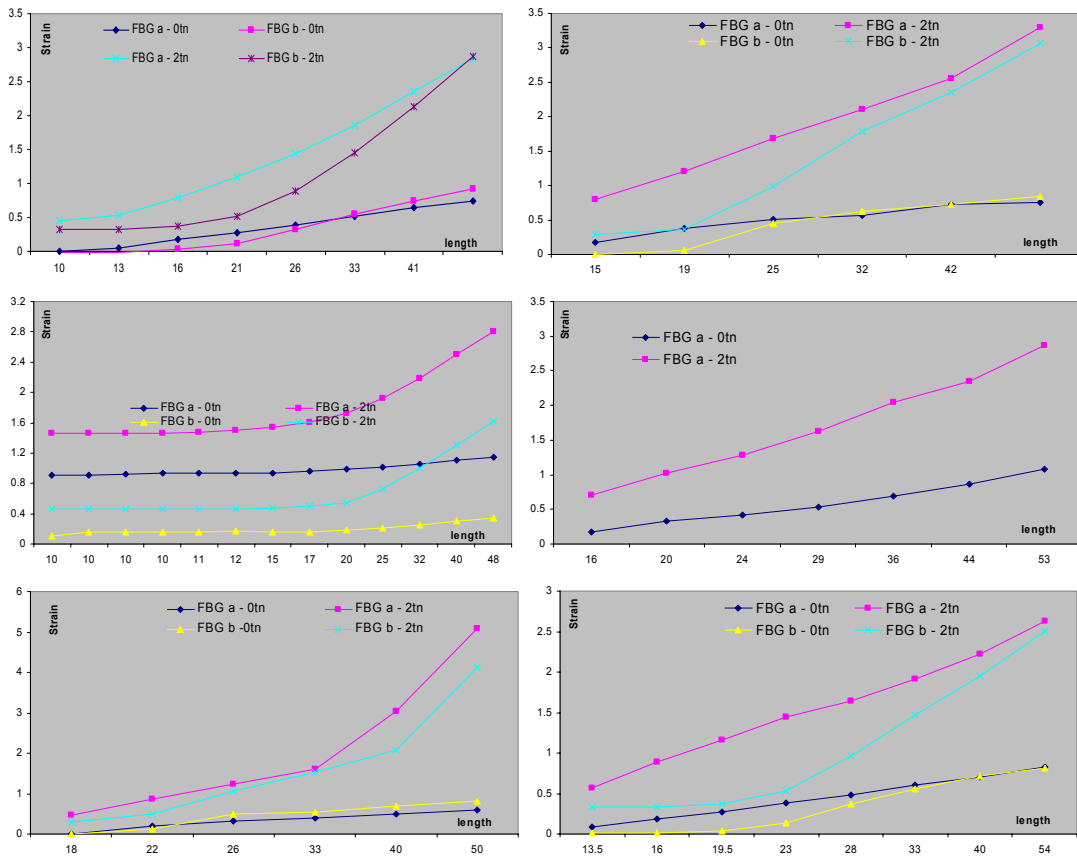 3.5
Strain
FBG a - 0tn FBG b - 0tn
3
FBG a - 2tn FBG b - 2tn
2.5
2
1.5
1
0.5
length
0
10 13 16 21 26 33 41
3.5
Strain
FBG a - 0tn FBG a - 2tn
3
FBG b - 0tn FBG b - 2tn
2.5
2
1.5
1
0.5
length
0
15 19 25 32 42
3.2
Strain
2.8
2.4
2
FBG a - 0tn FBG a - 2tn
1.6
FBG b - 0tn FBG b - 2tn
1.2
0.8
0.4
length
0
10 10 10 10 11 12 15 17 20 25 32 40 48
3.5
Strain
3
FBG a - 0tn
FBG a - 2tn
2.5
2
1.5
1
0.5
length
0
16 20 24 29 36 44 53
6
Strain
FBG a - 0tn FBG a - 2tn
FBG b -0tn FBG b - 2tn
5
4
3
2
1
length
0
18 22 26 33 40 50
3
Strain
FBG a - 0tn FBG a - 2tn
FBG b - 0tn FBG b - 2tn
2.5
2
1.5
1
0.5
length
0
13.5 16 19.5 23 28 33 40 54